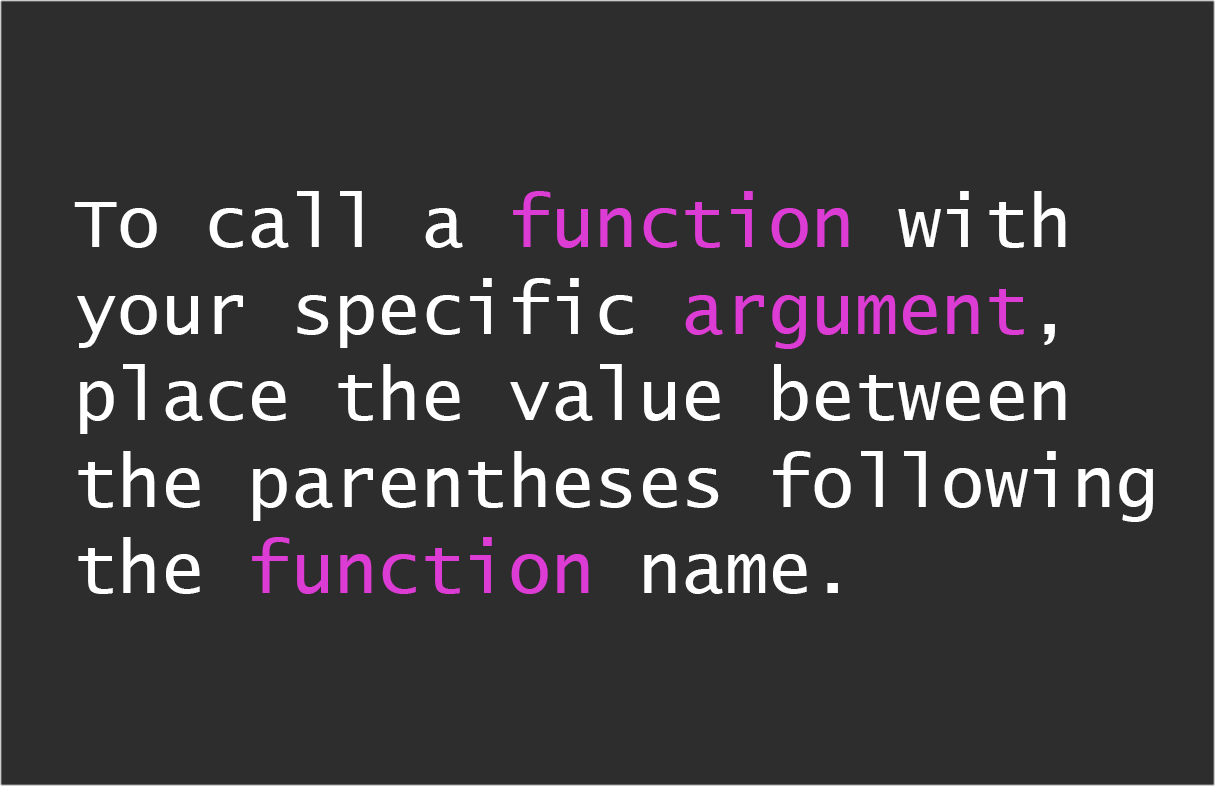 To call a function with
your specific argument,
place the value between
the parentheses following
the function name.